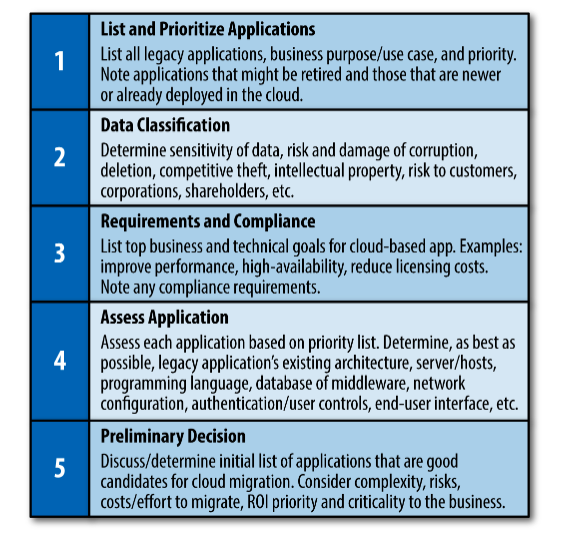 1
List and Prioritize Applications
List all legacy applications, business purpose/use case, and priority.
Note applications that might be retired and those that are newer
or already deployed in the cloud.
2
Data Classification
Determine sensitivity of data, risk and damage of corruption,
deletion, competitive theft, intellectual property, risk to customers,
corporations, shareholders, etc.
3
Requirements and Compliance
List top business and technical goals for cloud-based app. Examples:
improve performance, high-availability, reduce licensing costs.
Note any compliance requirements.
4
Assess Application
Assess each application based on priority list. Determine, as best as
possible, legacy application's existing architecture, server/hosts,
programming language, database of middleware, network
configuration, authentication/user controls, end-user interface, etc.
5
Preliminary Decision
Discuss/determine initial list of applications that are good
candidates for cloud migration. Consider complexity, risks,
costs/effort to migrate, ROI priority and criticality to the business.